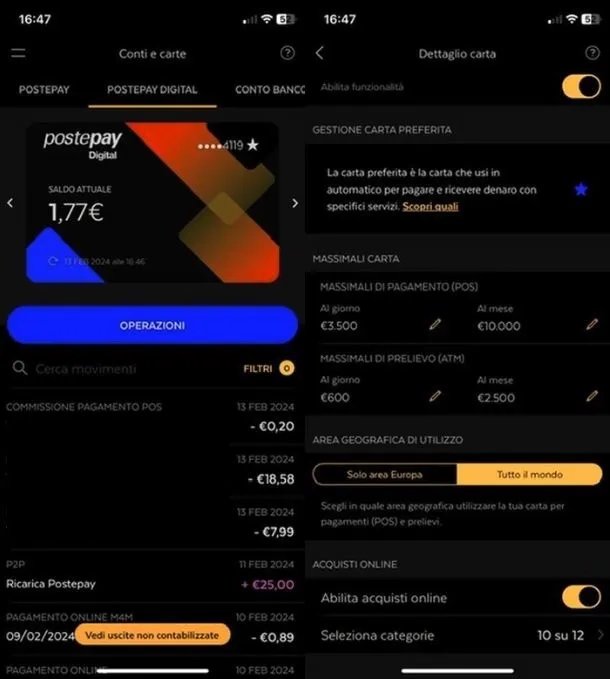 16:47
52
Conti e carte
?
POSTEPAY
POSTEPAY DIGITAL
CONTO BANCO
postepay
Digital
••••4119
SALDO ATTUALE
1,77€
13 FEB 2024 alle 16:46
OPERAZIONI
Cerca movimenti
FILTRI 0
COMMISSIONE PAGAMENTO POS
13 FEB 2024
- €0,20
13 FEB 2024
- €18,58
13 FEB 2024
- €7,99
P2P
11 FEB 2024
Ricarica Postepay
+ €25,00
PAGAMENTO ONLINE M4M
10 FEB 2024
09/02/2024
Vedi uscite non contabilizzate
- €0,89
PAGAMENTO ONLINE
10 FEB 2024
16:47
52
Dettaglio carta
?
Abilita funzionalità
GESTIONE CARTA PREFERITA
La carta preferita è la carta che usi in
automatico per pagare e ricevere denaro con
specifici servizi. Scopri quali
MASSIMALI CARTA
MASSIMALI DI PAGAMENTO (POS)
Al giorno
Al mese
€3.500
€10.000
MASSIMALI DI PRELIEVO (ATM)
Al giorno
Al mese
€600
€2.500
AREA GEOGRAFICA DI UTILIZZO
Solo area Europa
Tutto il mondo
Scegli in quale area geografica utilizzare la tua carta per
pagamenti (POS) e prelievi.
ACQUISTI ONLINE
Abilita acquisti online
Seleziona categorie
10 su 12